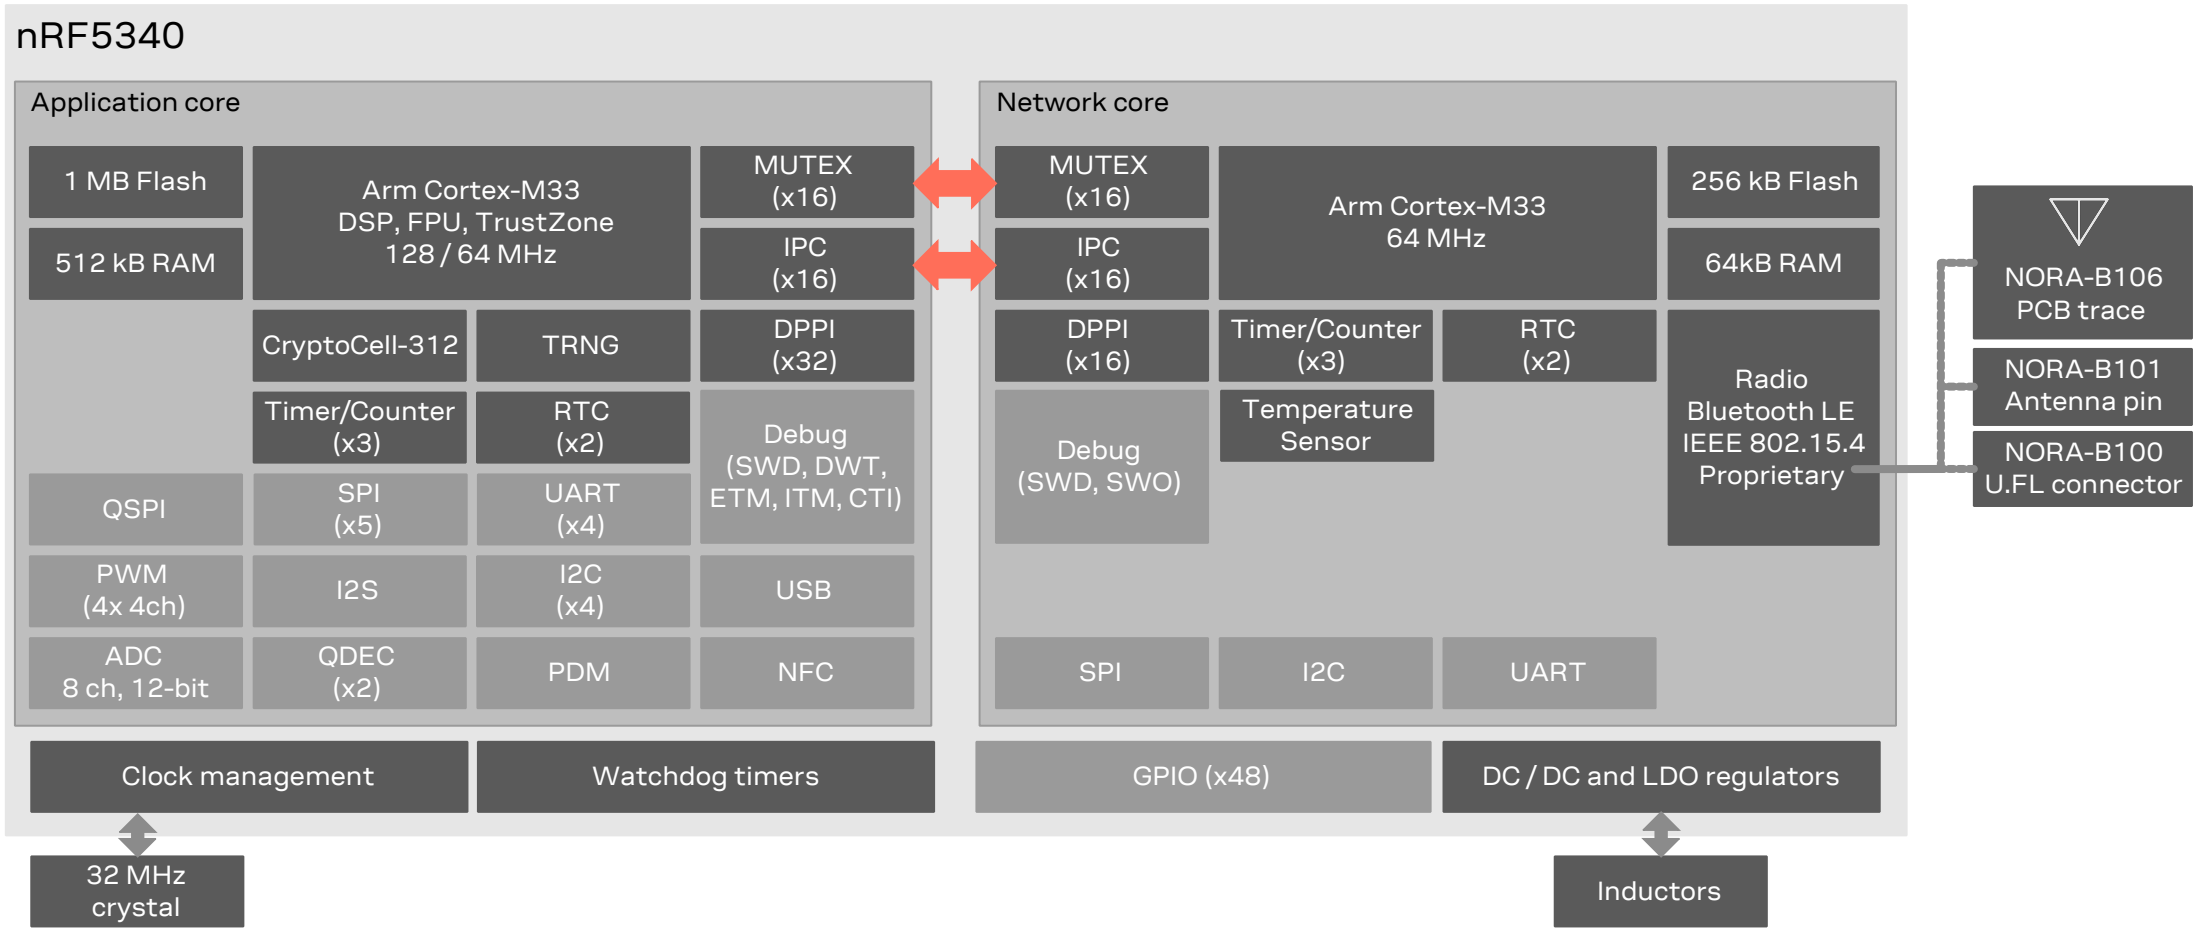 nRF5340
Application core
1 MB Flash
512 kB RAM
Arm Cortex-M33
DSP, FPU, TrustZone
128 / 64 MHz
MUTEX
(x16)
IPC
(x16)
CryptoCell-312
TRNG
DPPI
(x32)
Timer/Counter
(x3)
RTC
(x2)
Debug
(SWD, DWT,
ETM, ITM, CTI)
QSPI
SPI
(x5)
UART
(x4)
PWM
(4x 4ch)
I2S
I2C
(x4)
USB
ADC
8 ch, 12-bit
QDEC
(x2)
PDM
NFC
Network core
MUTEX
(x16)
IPC
(x16)
Arm Cortex-M33
64 MHz
256 kB Flash
64kB RAM
DPPI
(x16)
Timer/Counter
(x3)
RTC
(x2)
Radio
Bluetooth LE
IEEE 802.15.4
Proprietary
Debug
(SWD, SWO)
Temperature
Sensor
SPI
I2C
UART
NORA-B106
PCB trace
NORA-B101
Antenna pin
NORA-B100
U.FL connector
Clock management
Watchdog timers
GPIO (x48)
DC / DC and LDO regulators
32 MHz
crystal
Inductors